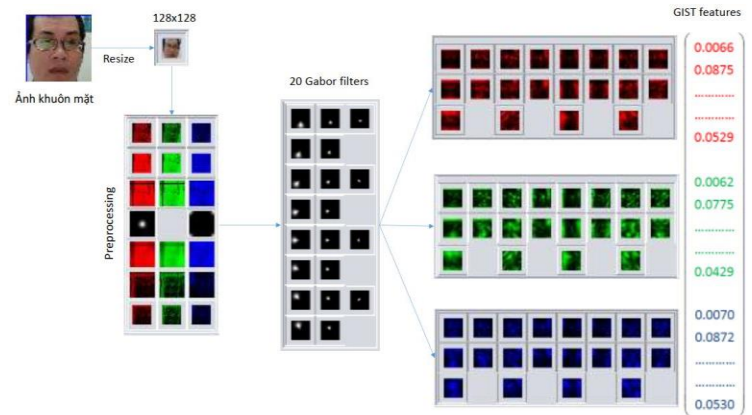 GIST features
128x128
Resize
Ảnh khuôn mặt
20 Gabor filters
Preprocessing
0.0066
0.0875
............
............
0.0529
0.0062
0.0775
............
............
0.0429
0.0070
0.0872
............
............
0.0530